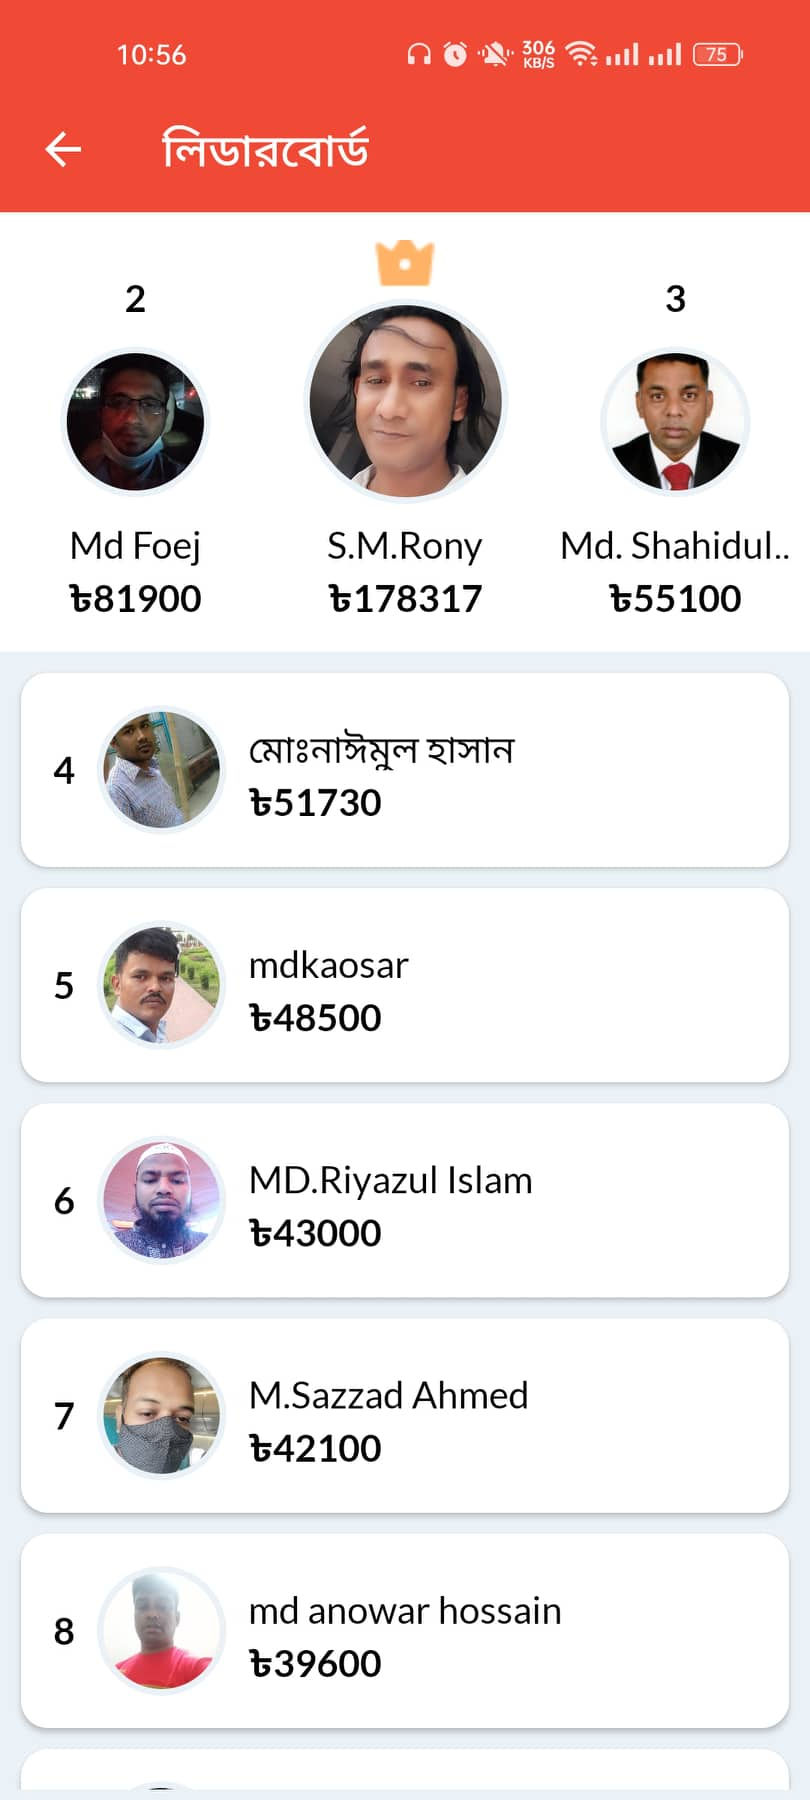 10:56
306
KB/S
75
লিডারবোর্ড
2
3
Md Foej
S.M.Rony
Md. Shahidul..
৳81900
৳178317
৳55100
4
মোঃনাঈমুল হাসান
৳51730
5
mdkaosar
৳48500
6
MD.Riyazul Islam
৳43000
7
M.Sazzad Ahmed
৳42100
8
md anowar hossain
৳39600